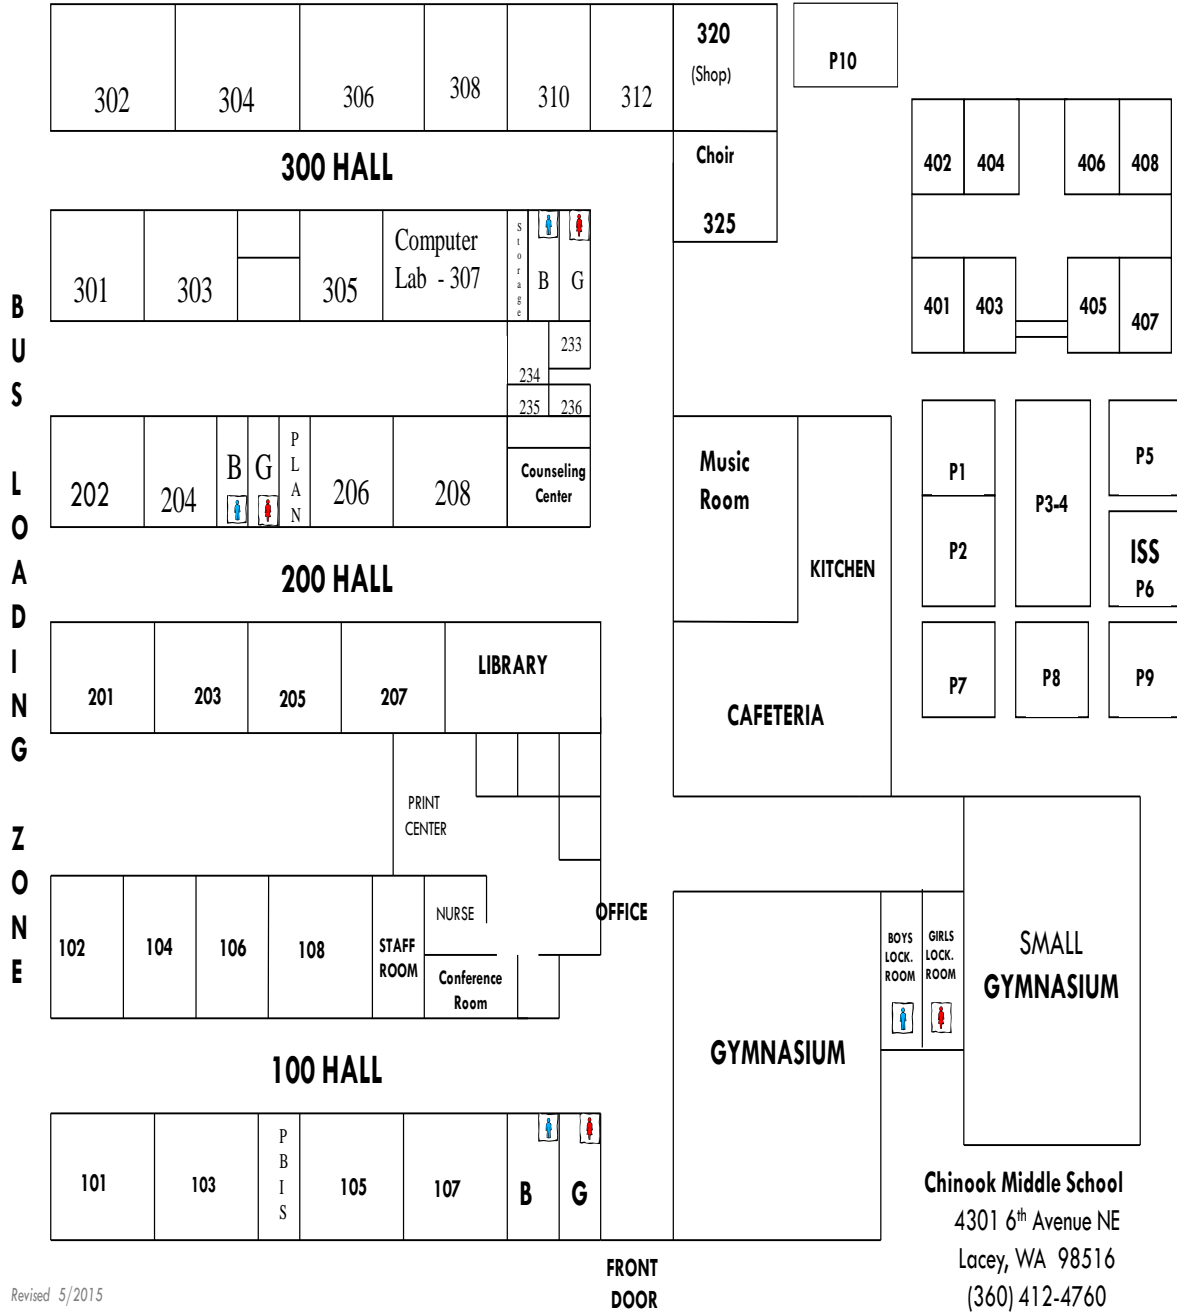 302
304
306
308
310
312
320
(Shop)
P10
300 HALL
Choir
325
402
404
406
408
301
303
305
Computer
Lab - 307
Storage
B
G
401
403
405
407
233
234
235
236
BUS LOADING ZONE
202
204
B
G
PLAN
206
208
Counseling
Center
Music
Room
KITCHEN
P1
P2
P3-4
P5
ISS
P6
200 HALL
201
203
205
207
LIBRARY
CAFETERIA
P7
P8
P9
PRINT
CENTER
102
104
106
108
STAFF
ROOM
NURSE
OFFICE
Conference
Room
BOYS
LOCK.
ROOM
GIRLS
LOCK.
ROOM
SMALL
GYMNASIUM
GYMNASIUM
100 HALL
101
103
PBIS
105
107
B
G
FRONT
DOOR
Chinook Middle School
4301 6th Avenue NE
Lacey, WA 98516
(360) 412-4760
Revised 5/2015